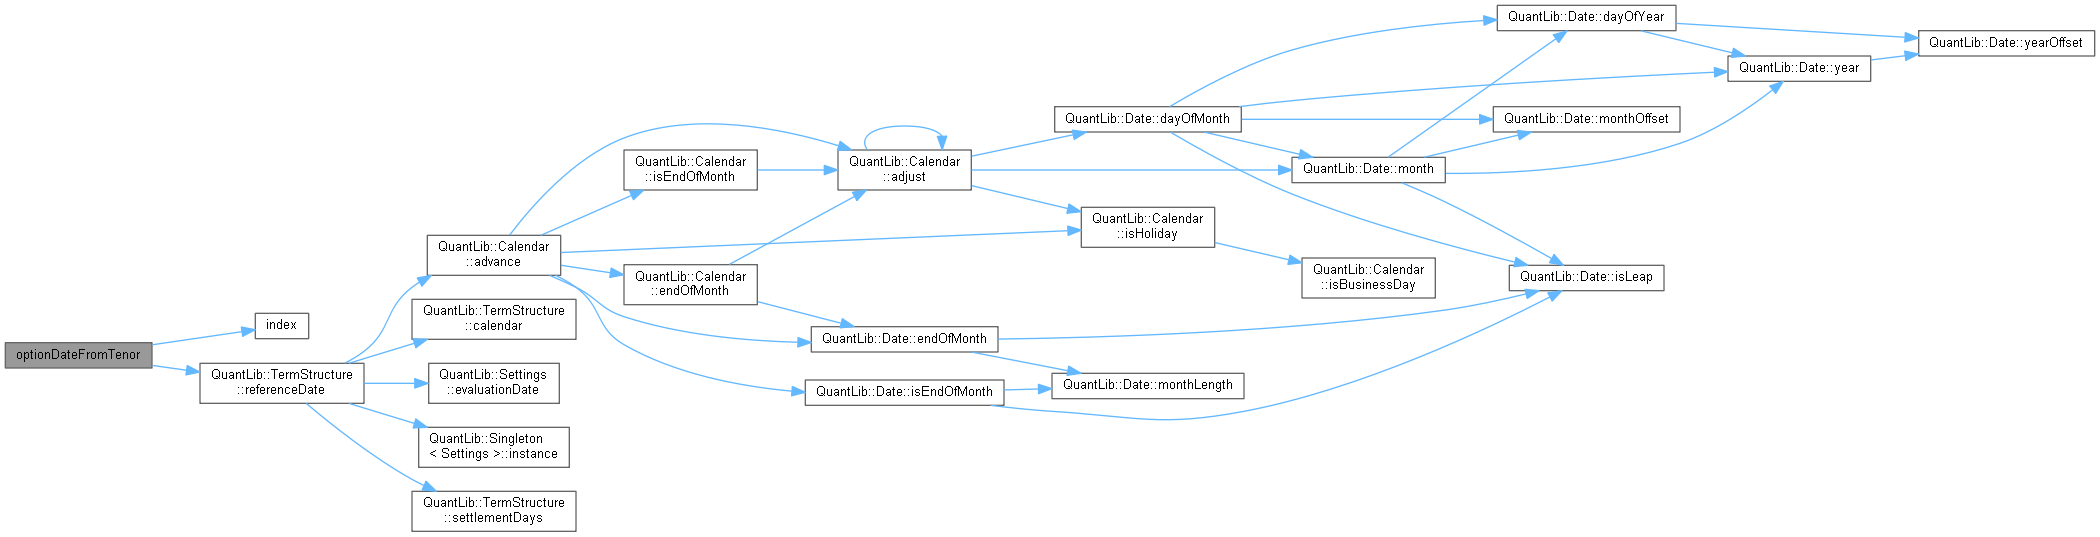 optionDateFromTenor
index
QuantLib::TermStructure
::referenceDate
QuantLib::Calendar
::advance
QuantLib::TermStructure
::calendar
QuantLib::Settings
::evaluationDate
QuantLib::Singleton
< Settings >::instance
QuantLib::TermStructure
::settlementDays
QuantLib::Calendar
::isEndOfMonth
QuantLib::Calendar
::endOfMonth
QuantLib::Calendar
::adjust
QuantLib::Date::endOfMonth
QuantLib::Date::isEndOfMonth
QuantLib::Date::dayOfMonth
QuantLib::Calendar
::isHoliday
QuantLib::Date::monthLength
QuantLib::Date::month
QuantLib::Calendar
::isBusinessDay
QuantLib::Date::dayOfYear
QuantLib::Date::monthOffset
QuantLib::Date::isLeap
QuantLib::Date::year
QuantLib::Date::yearOffset